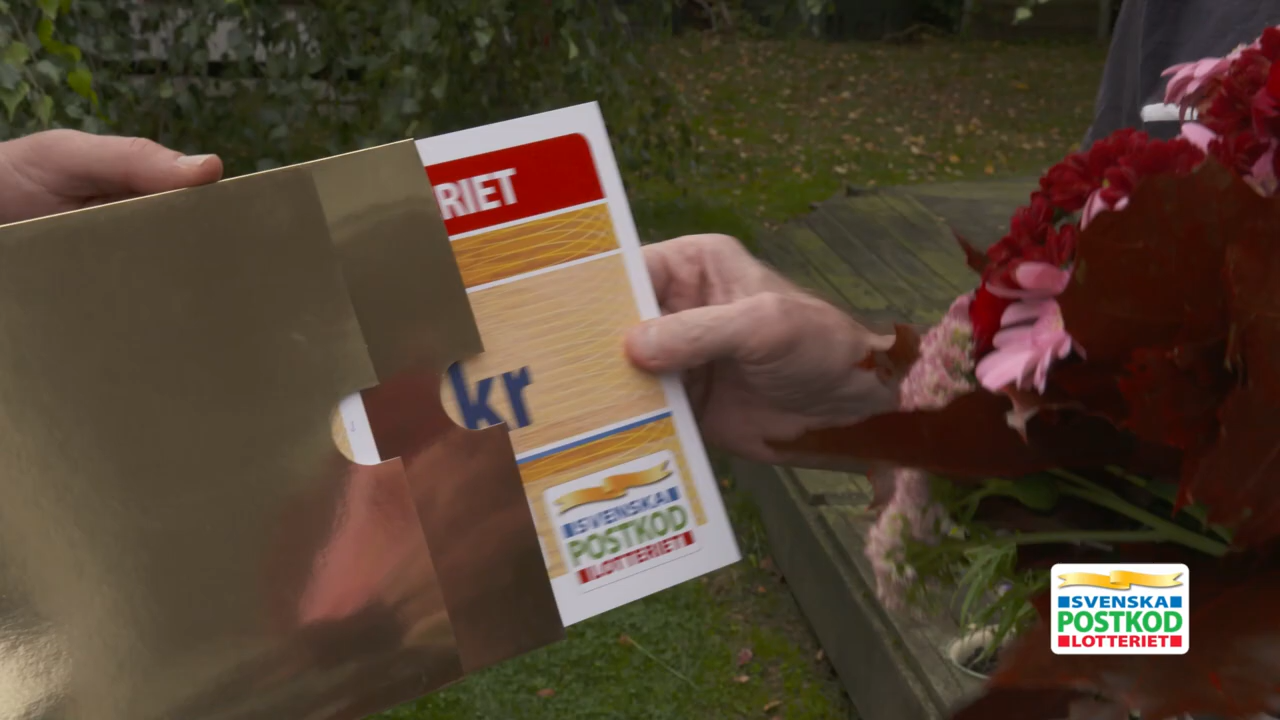 RIET
kr
SVENSKA
POSTKOD
LOTTERIET
SVENSKA
POSTKOD
LOTTERIET